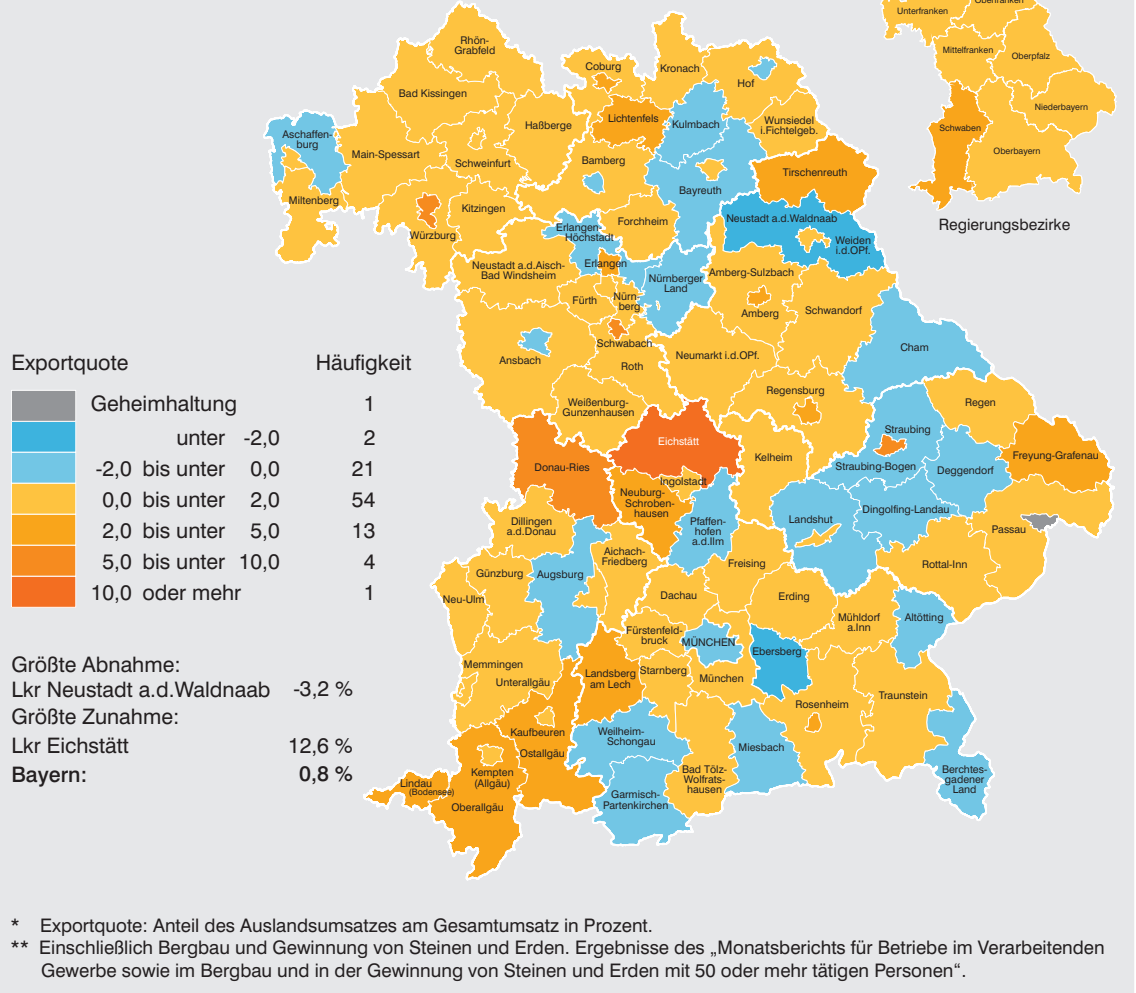 Unterfranken
Oberfranken
Mittelfranken
Oberpfalz
Niederbayern
Schwaben
Oberbayern
Regierungsbezirke
Rhön-
Grabfeld
Coburg
Kronach
Hof
Bad Kissingen
Lichtenfels
Kulmbach
Wunsiedel
i.Fichtelgeb.
Haßberge
Aschaffen-
burg
Main-Spessart
Schweinfurt
Bamberg
Bayreuth
Tirschenreuth
Miltenberg
Kitzingen
Würzburg
Forchheim
Erlangen-
Höchstadt
Neustadt a.d.Waldnaab
Weiden
i.d.OPf.
Neustadt a.d.Aisch-
Bad Windsheim
Erlangen
Nürnberger
Land
Amberg-Sulzbach
Fürth
Nürn-
berg
Amberg
Schwandorf
Schwabach
Ansbach
Roth
Neumarkt i.d.OPf.
Cham
Weißenburg-
Gunzenhausen
Regensburg
Regen
Eichstätt
Straubing
Donau-Ries
Kelheim
Straubing-Bogen
Deggendorf
Freyung-Grafenau
Ingolstadt
Neuburg-
Schroben-
hausen
Dillingen
a.d.Donau
Pfaffen-
hofen
a.d.Ilm
Landshut
Dingolfing-Landau
Passau
Aichach-
Friedberg
Günzburg
Augsburg
Freising
Rottal-Inn
Neu-Ulm
Dachau
Erding
Mühldorf
a.Inn
Altötting
Fürstenfeld-
bruck
MÜNCHEN
Ebersberg
Memmingen
Unterallgäu
Landsberg
am Lech
Starnberg
München
Rosenheim
Traunstein
Kaufbeuren
Ostallgäu
Weilheim-
Schongau
Miesbach
Bad Tölz-
Wolfrats-
hausen
Berchtes-
gadener
Land
Lindau
(Bodensee)
Kempten
(Allgäu)
Oberallgäu
Garmisch-
Partenkirchen
Exportquote Häufigkeit
Geheimhaltung 1
unter -2,0 2
-2,0 bis unter 0,0 21
0,0 bis unter 2,0 54
2,0 bis unter 5,0 13
5,0 bis unter 10,0 4
10,0 oder mehr 1
Größte Abnahme:
Lkr Neustadt a.d.Waldnaab -3,2 %
Größte Zunahme:
Lkr Eichstätt 12,6 %
Bayern: 0,8 %
* Exportquote: Anteil des Auslandsumsatzes am Gesamtumsatz in Prozent.
** Einschließlich Bergbau und Gewinnung von Steinen und Erden. Ergebnisse des „Monatsberichts für Betriebe im Verarbeitenden
Gewerbe sowie im Bergbau und in der Gewinnung von Steinen und Erden mit 50 oder mehr tätigen Personen“.